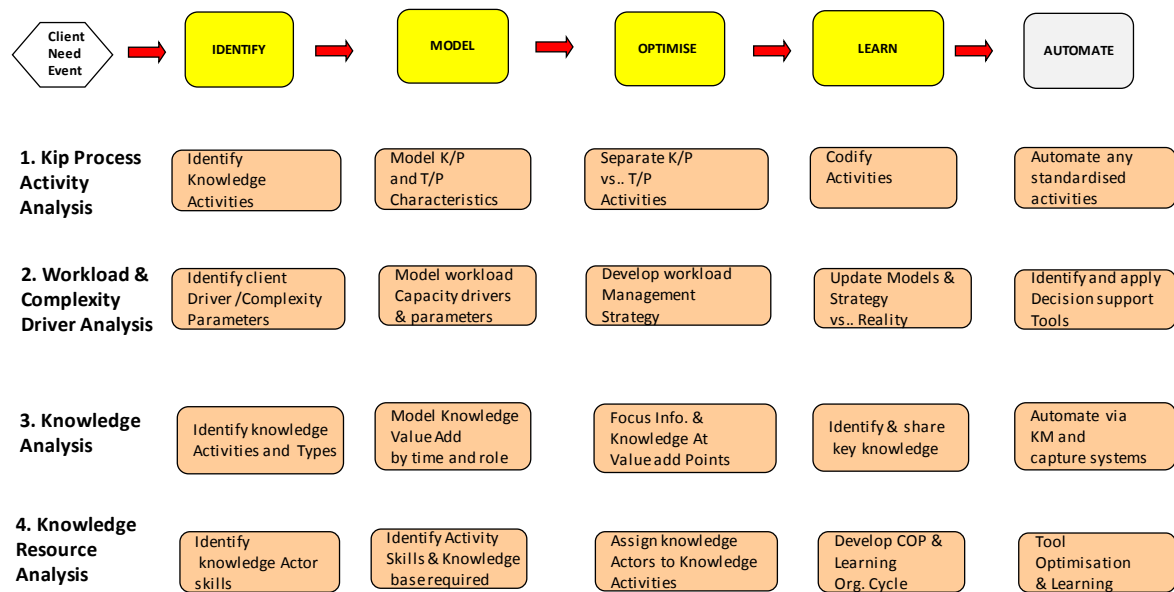 Client
Need
Event
IDENTIFY
MODEL
OPTIMISE
LEARN
AUTOMATE
1. Kip Process
Activity
Analysis
Identify
Knowledge
Activities
Model K/P
and T/P
Characteristics
Separate K/P
vs.. T/P
Activities
Codify
Activities
Automate any
standardised
activities
2. Workload &
Complexity
Driver Analysis
Identify client
Driver /Complexity
Parameters
Model workload
Capacity drivers
& parameters
Develop workload
Management
Strategy
Update Models &
Strategy
vs.. Reality
Identify and apply
Decision support
Tools
3. Knowledge
Analysis
Identify knowledge
Activities and Types
Model Knowledge
Value Add
by time and role
Focus Info. &
Knowledge At
Value add Points
Identify & share
key knowledge
Automate via
KM and
capture systems
4. Knowledge
Resource
Analysis
Identify
knowledge Actor
skills
Identify Activity
Skills & Knowledge
base required
Assign knowledge
Actors to Knowledge
Activities
Develop COP &
Learning
Org. Cycle
Tool
Optimisation
& Learning